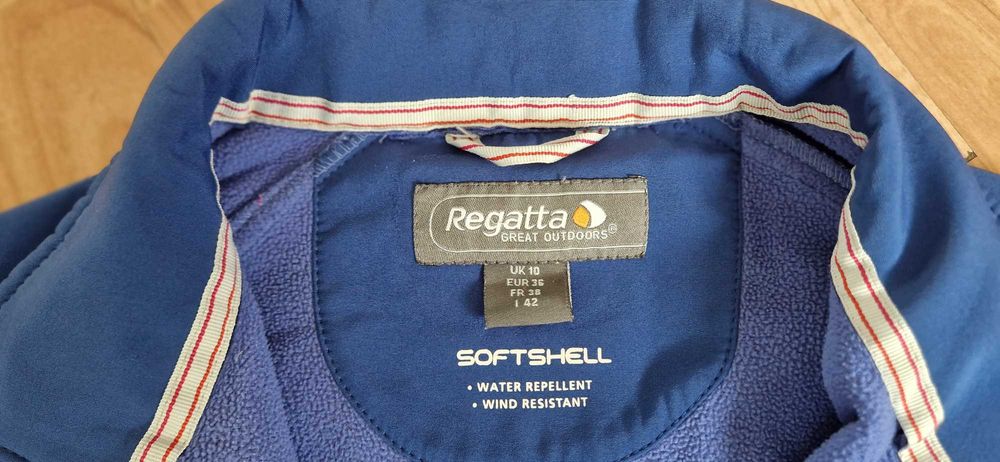 Regatta
GREAT OUTDOORS®
UK 10
EUR 36
FR 38
I 42
SOFTSHELL
• WATER REPELLENT
• WIND RESISTANT